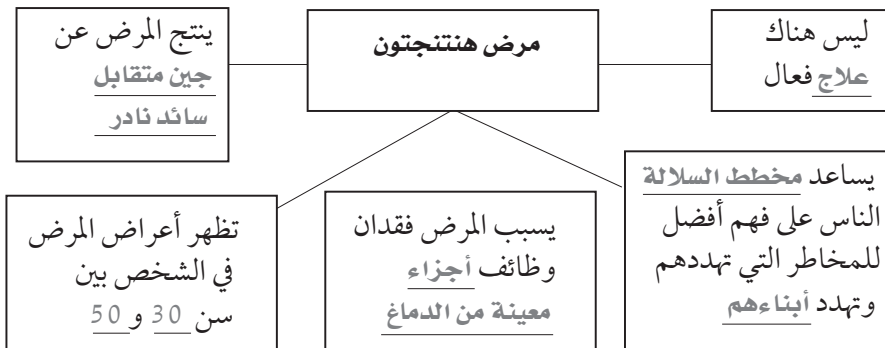 مرض هنتنجتون
ليس هناك
علاج فعال
ينتج المرض عن
جين متقابل
سائد نادر
يساعد مخطط السلالة
الناس على فهم أفضل
للمخاطر التي تهددهم
وتهدد أبناءهم
يسبب المرض فقدان
وظائف أجزاء
معينة من الدماغ
تظهر أعراض المرض
في الشخص بين
سن 30 و 50